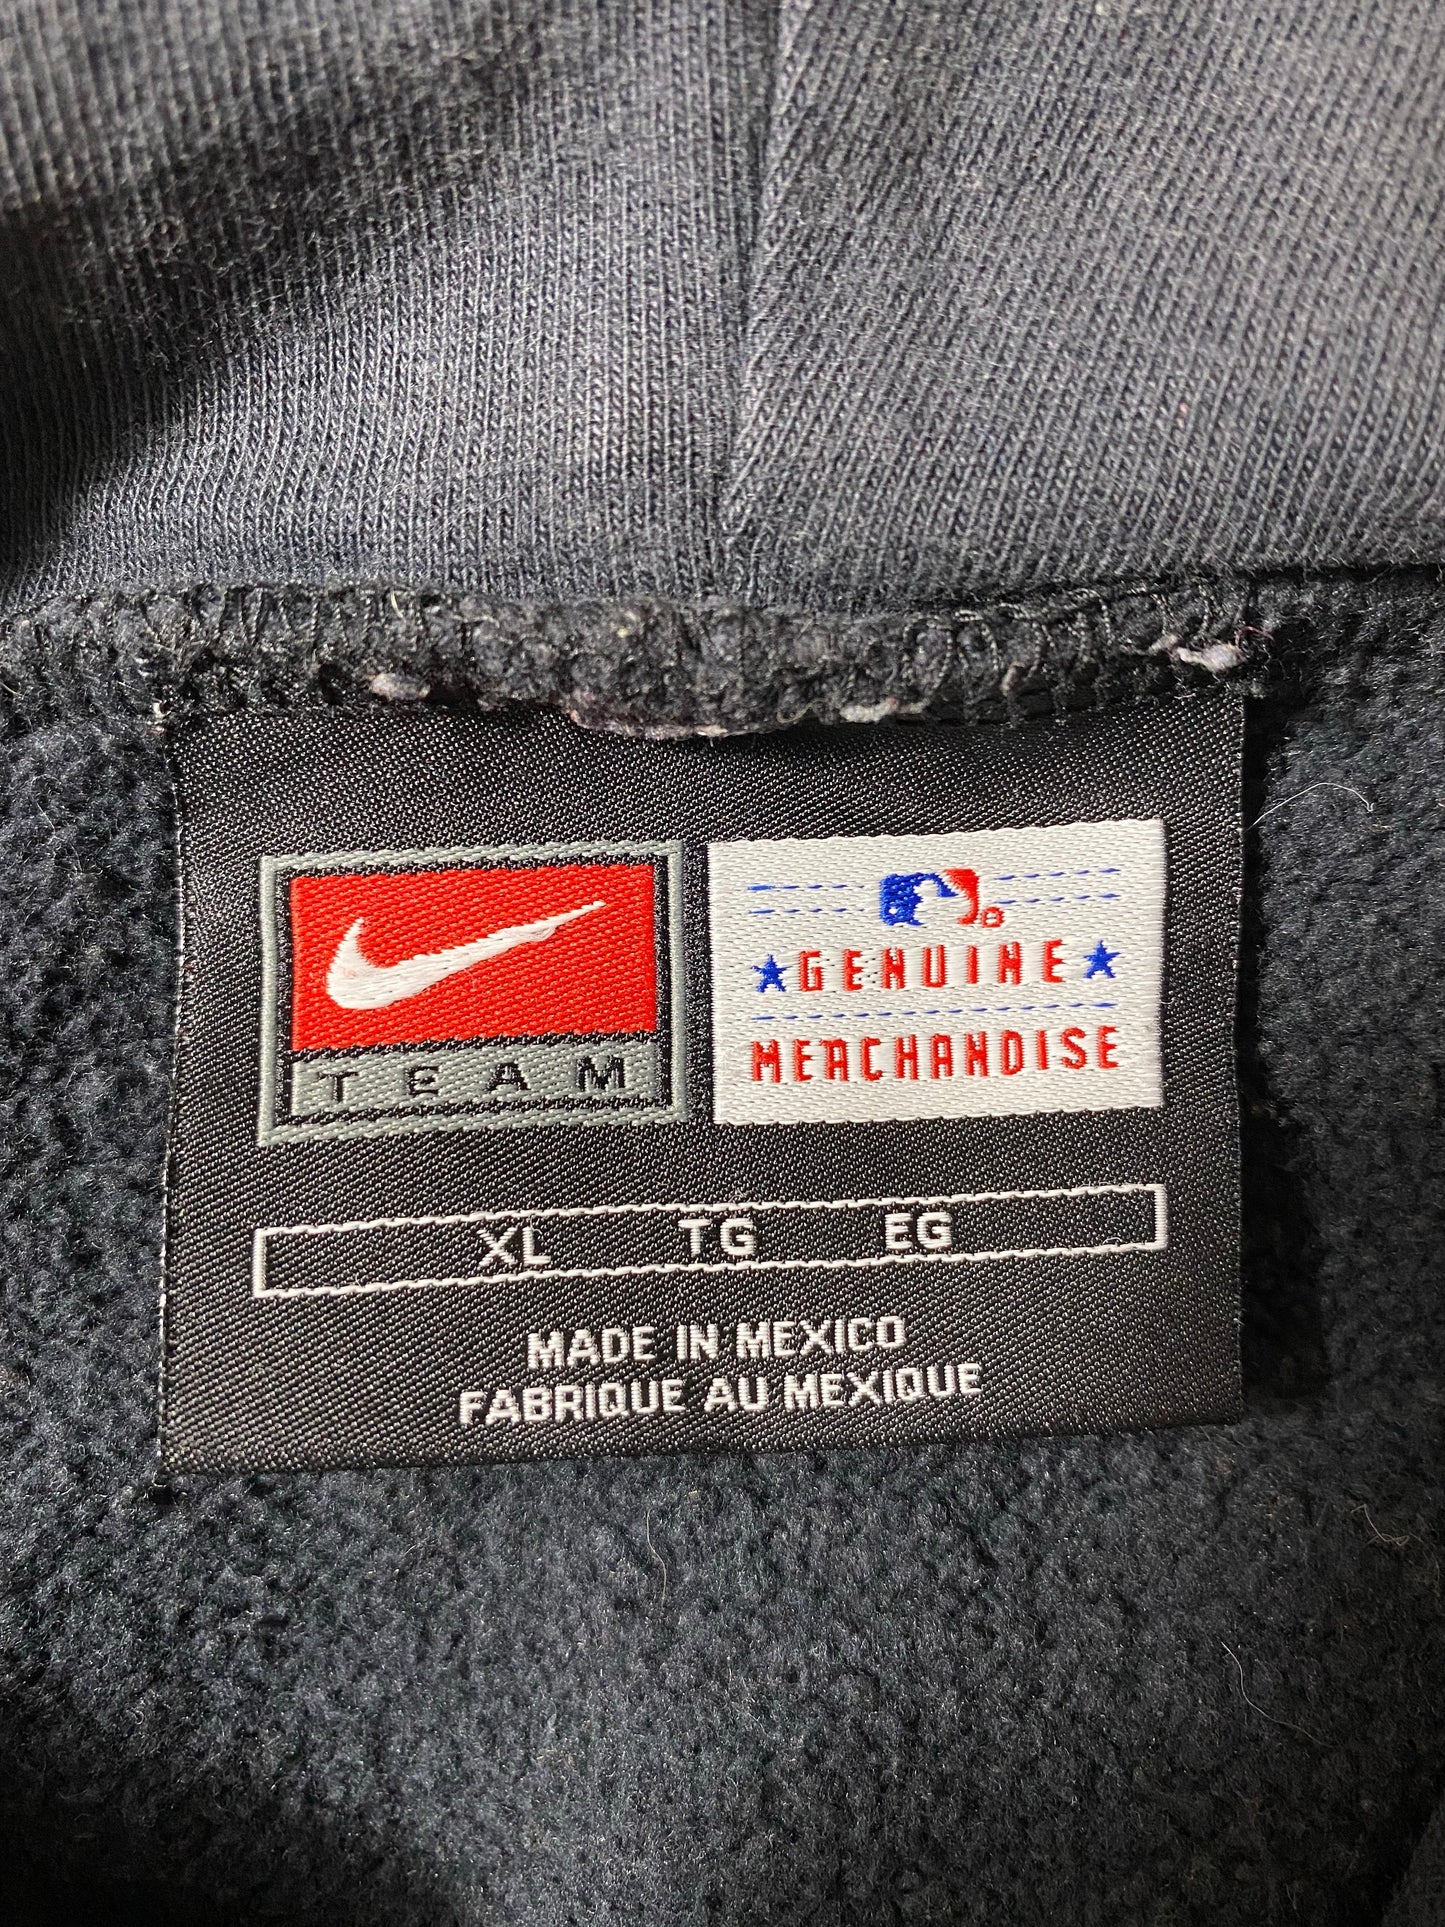 TEAM
®
GENUINE
MERCHANDISE
XL TG EG
MADE IN MEXICO
FABRIQUE AU MEXIQUE